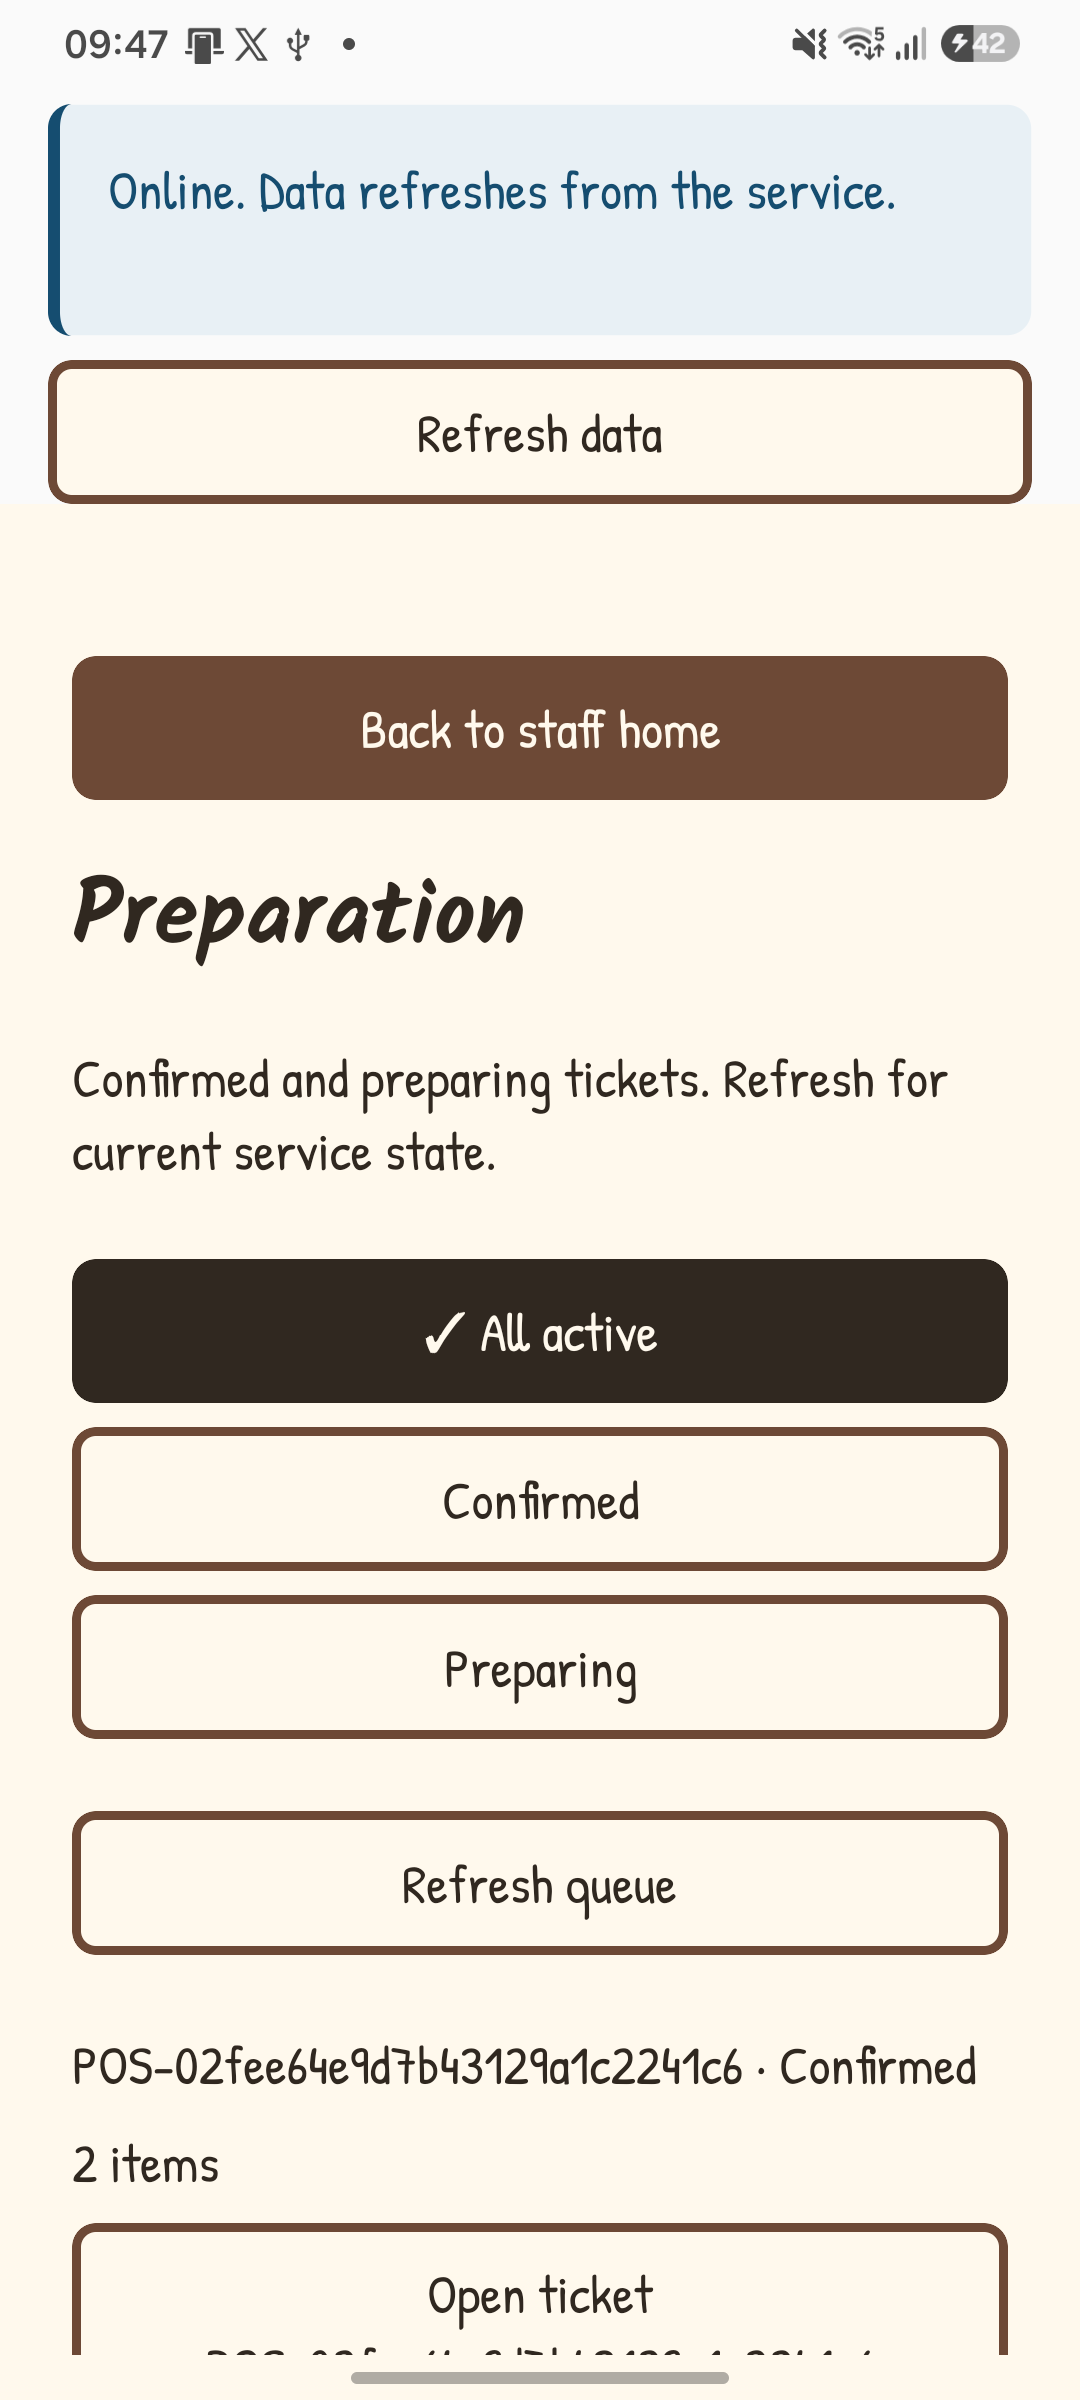 09:47
5
42
Online. Data refreshes from the service.
Refresh data
Back to staff home
Preparation
Confirmed and preparing tickets. Refresh for
current service state.
✓ All active
Confirmed
Preparing
Refresh queue
POS-02fee64e9d7b43129a1c2241c6 · Confirmed
2 items
Open ticket